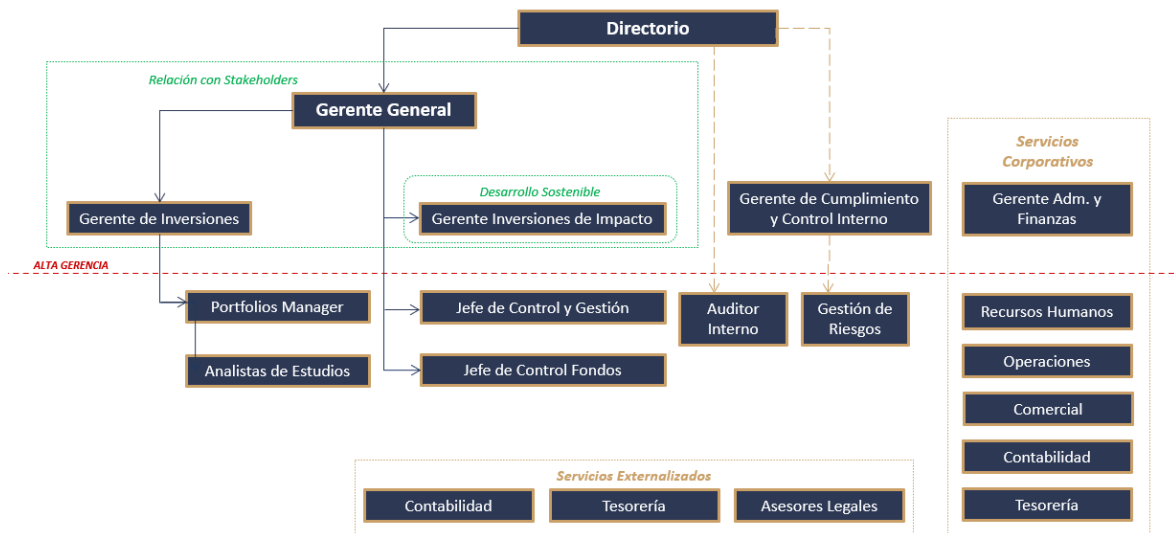 Directorio
Relación con Stakeholders
Gerente General
Servicios
Corporativos
Desarrollo Sostenible
Gerente de Inversiones
Gerente Inversiones de Impacto
Gerente de Cumplimiento
y Control Interno
Gerente Adm. y
Finanzas
ALTA GERENCIA
Portfolios Manager
Jefe de Control y Gestión
Auditor
Interno
Gestión de
Riesgos
Recursos Humanos
Analistas de Estudios
Jefe de Control Fondos
Operaciones
Comercial
Contabilidad
Tesorería
Servicios Externalizados
Contabilidad
Tesorería
Asesores Legales